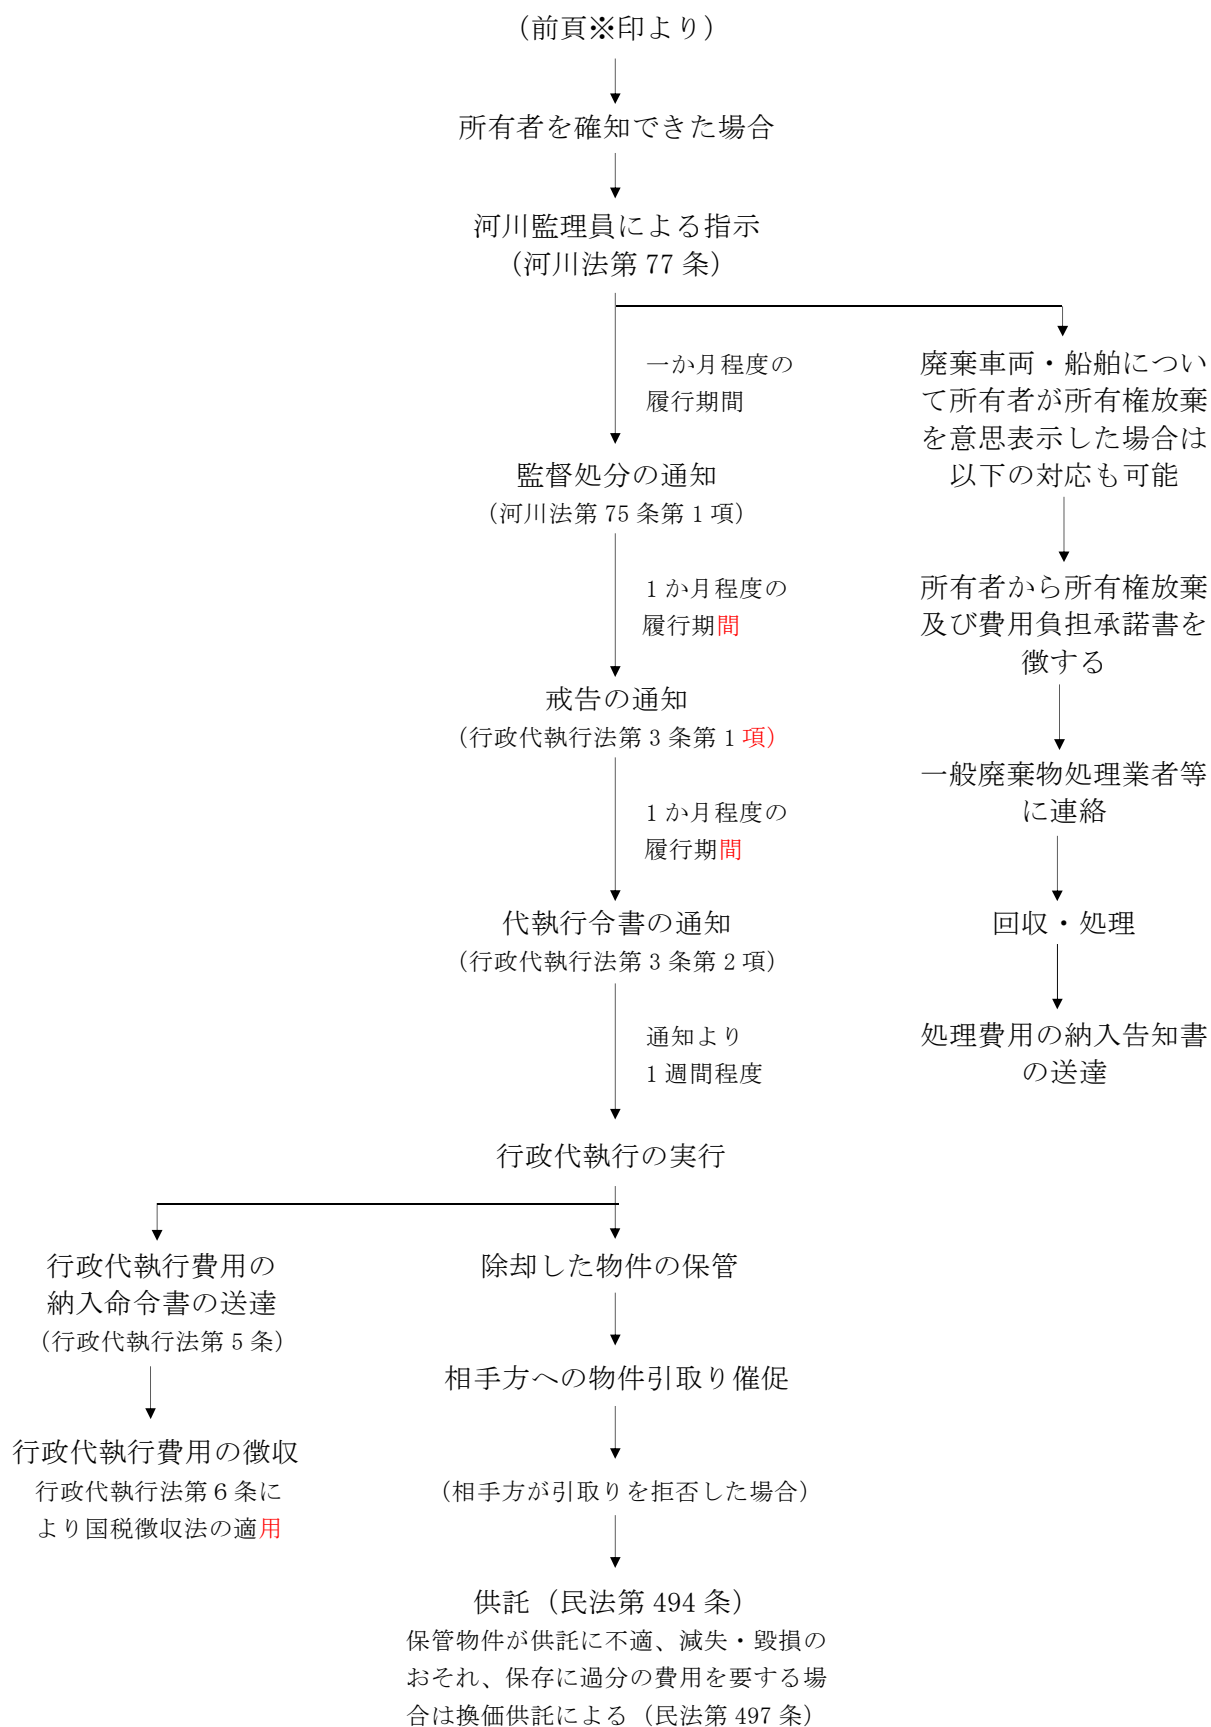 （前頁※印より）
所有者を確知できた場合
河川監理員による指示
（河川法第 77 条）
一か月程度の
履行期間
監督処分の通知
（河川法第 75 条第 1 項）
1 か月程度の
履行期間
戒告の通知
（行政代執行法第 3 条第 1 項）
1 か月程度の
履行期間
代執行令書の通知
（行政代執行法第 3 条第 2 項）
通知より
1 週間程度
行政代執行の実行
廃棄車両・船舶につい
て所有者が所有権放棄
を意思表示した場合は
以下の対応も可能
所有者から所有権放棄
及び費用負担承諾書を
徴する
一般廃棄物処理業者等
に連絡
回収・処理
処理費用の納入告知書
の送達
行政代執行費用の
納入命令書の送達
（行政代執行法第 5 条）
行政代執行費用の徴収
行政代執行法第６条に
より国税徴収法の適用
除却した物件の保管
相手方への物件引取り催促
（相手方が引取りを拒否した場合）
供託（民法第 494 条）
保管物件が供託に不適、滅失・毀損の
おそれ、保存に過分の費用を要する場
合は換価供託による（民法第 497 条）